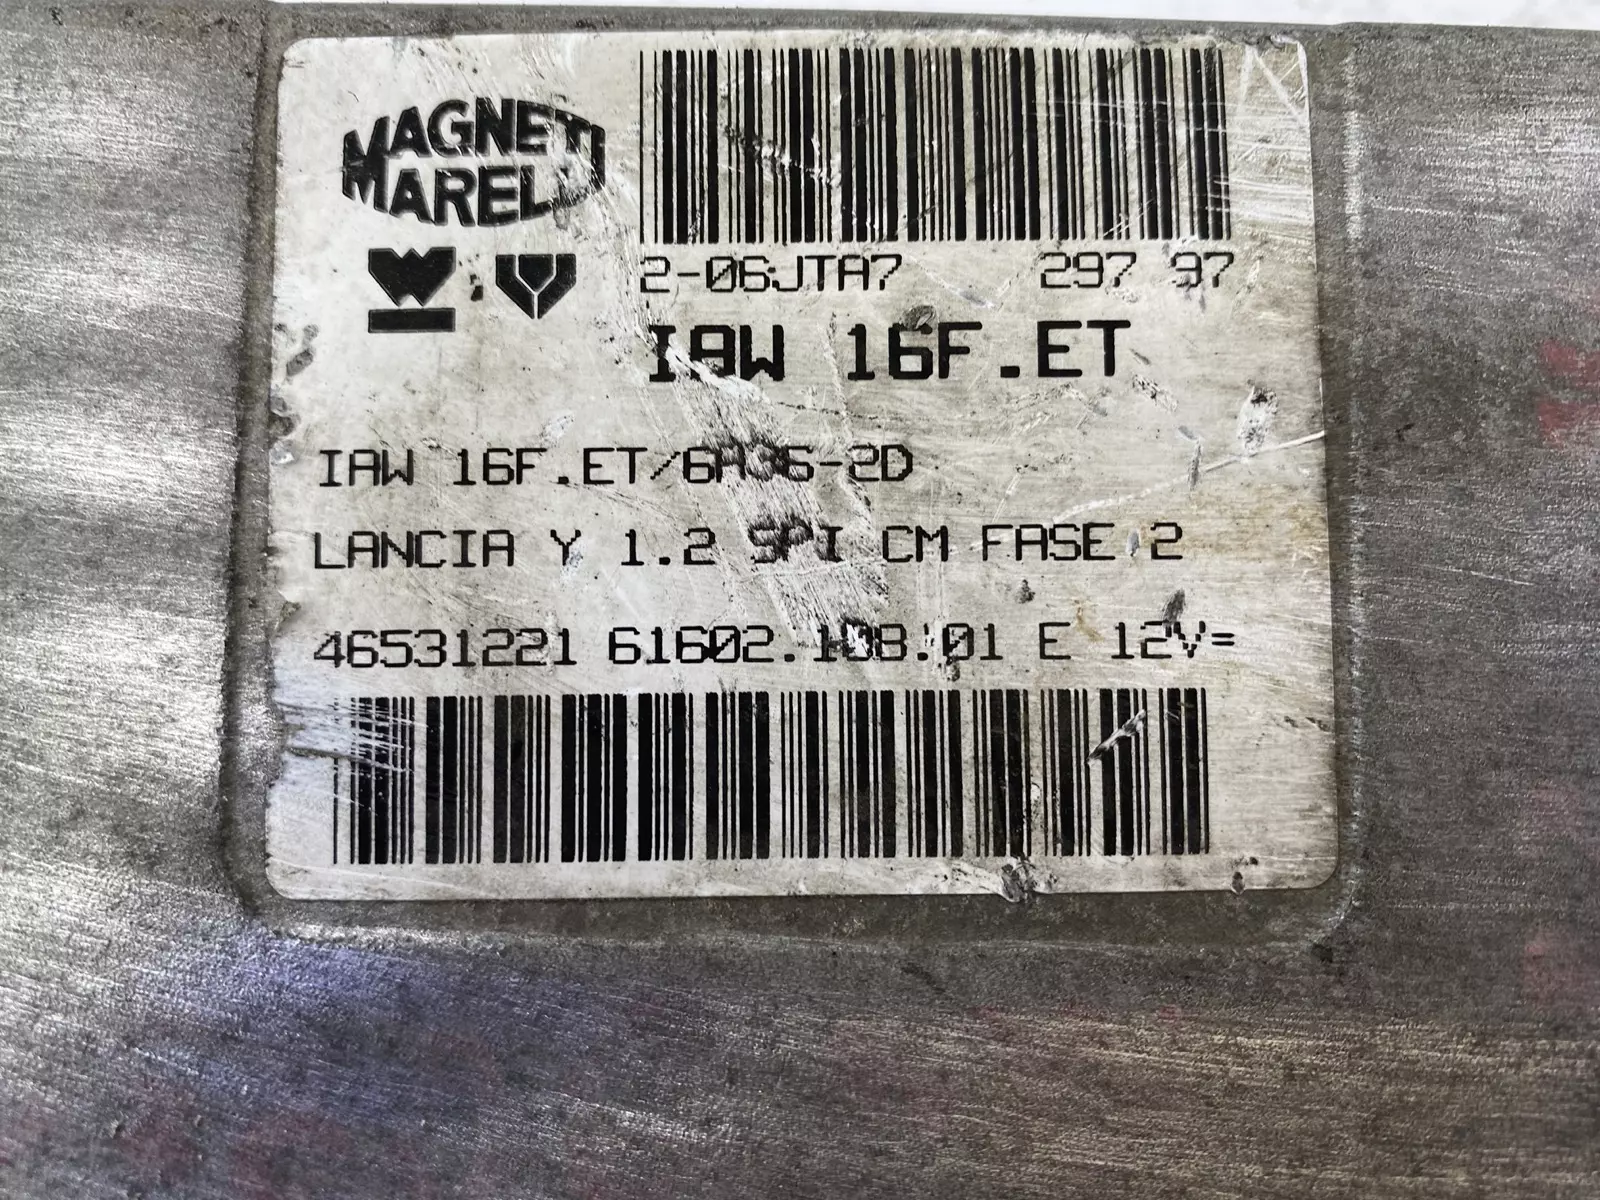 MAGNETI
MARELLI
2-06JTA7 297 97
IAW 16F.ET
IAW 16F.ET/6A36-2D
LANCIA Y 1.2 SPI CM FASE 2
46531221 61602.108.01 E 12V=